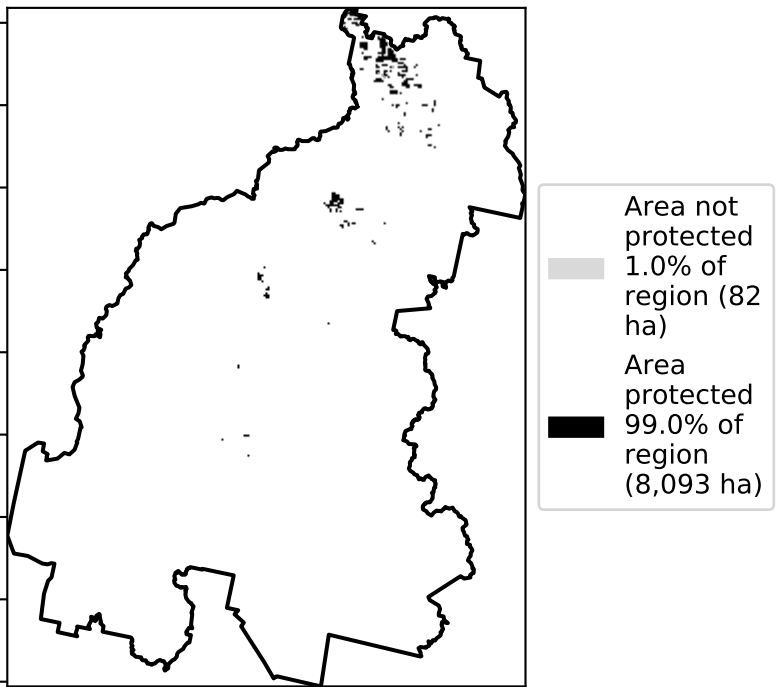 Area not
protected
1.0% of
region (82
ha)
Area
protected
99.0% of
region
(8,093 ha)